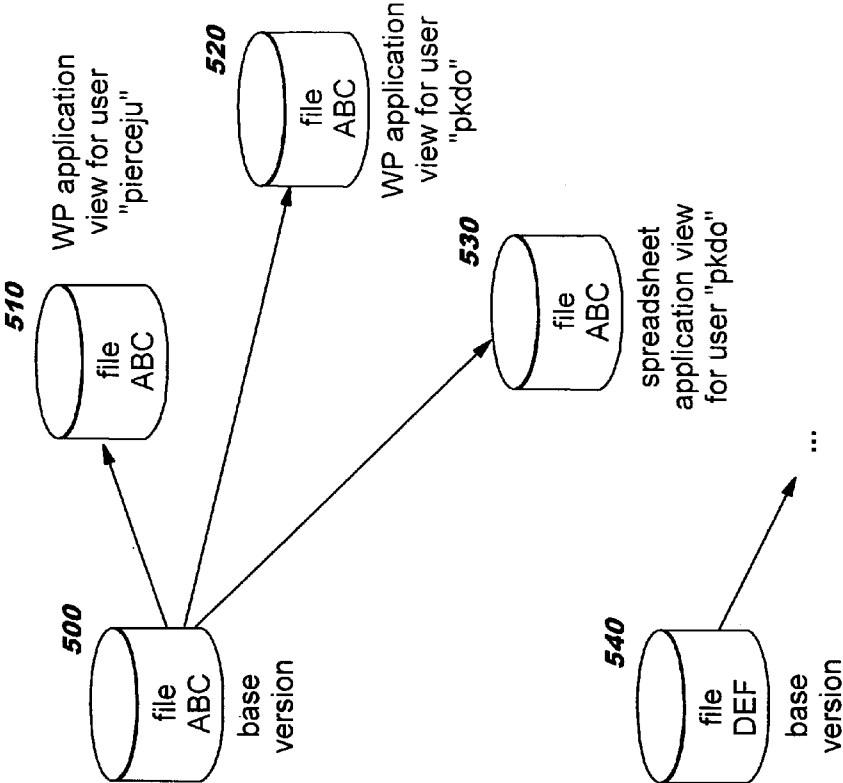 500
file
ABC
base
version
510
file
ABC
WP application
view for user
"pierceju"
520
file
ABC
WP application
view for user
"pkdo"
530
file
ABC
spreadsheet
application view
for user "pkdo"
540
file
DEF
base
version
...